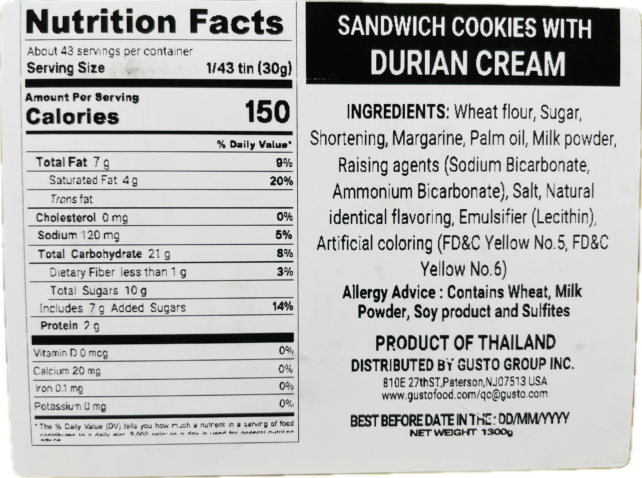 Nutrition Facts
About 43 servings per container
Serving Size 1/43 tin (30g)
Amount Per Serving
Calories 150
% Daily Value*
Total Fat 7 g 9%
Saturated Fat 4 g 20%
Trans fat
Cholesterol 0 mg 0%
Sodium 120 mg 5%
Total Carbohydrate 21 g 8%
Dietary Fiber less than 1 g 3%
Total Sugars 10 g
Includes 7 g Added Sugars 14%
Protein 2 g
Vitamin D 0 mcg 0%
Calcium 20 mg 0%
Iron 0.1 mg 0%
Potassium 0 mg 0%
* The % Daily Value (DV) tells you how much a nutrient in a serving of food
SANDWICH COOKIES WITH
DURIAN CREAM
INGREDIENTS: Wheat flour, Sugar,
Shortening, Margarine, Palm oil, Milk powder,
Raising agents (Sodium Bicarbonate,
Ammonium Bicarbonate), Salt, Natural
identical flavoring, Emulsifier (Lecithin),
Artificial coloring (FD&C Yellow No.5, FD&C
Yellow No.6)
Allergy Advice : Contains Wheat, Milk
Powder, Soy product and Sulfites
PRODUCT OF THAILAND
DISTRIBUTED BY GUSTO GROUP INC.
810E 27thST,Paterson,NJ07513 USA
www.gustofood.com/qc@gusto.com
BEST BEFORE DATE IN THE : DD/MM/YYYY
NET WEIGHT 1300g